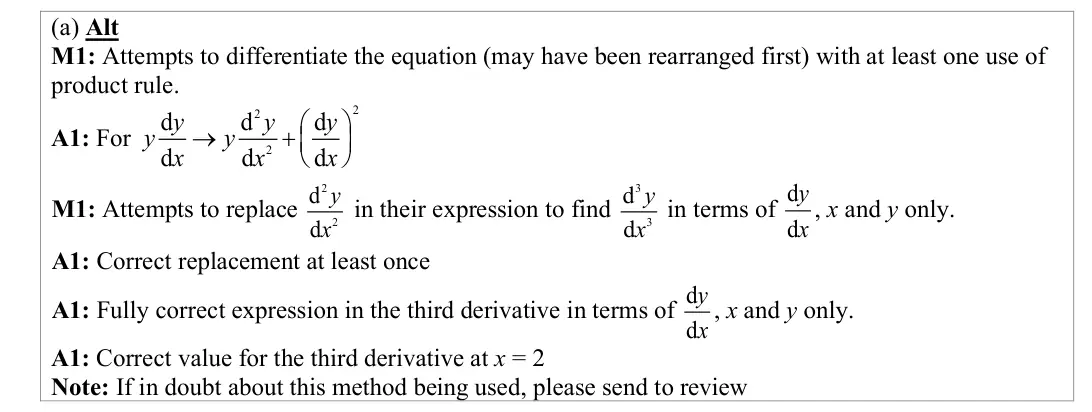 (a) Alt
M1: Attempts to differentiate the equation (may have been rearranged first) with at least one use of
product rule.
A1: For y dy/dx → y d²y/dx² + (dy/dx)²
M1: Attempts to replace d²y/dx² in their expression to find d³y/dx³ in terms of dy/dx, x and y only.
A1: Correct replacement at least once
A1: Fully correct expression in the third derivative in terms of dy/dx, x and y only.
A1: Correct value for the third derivative at x = 2
Note: If in doubt about this method being used, please send to review